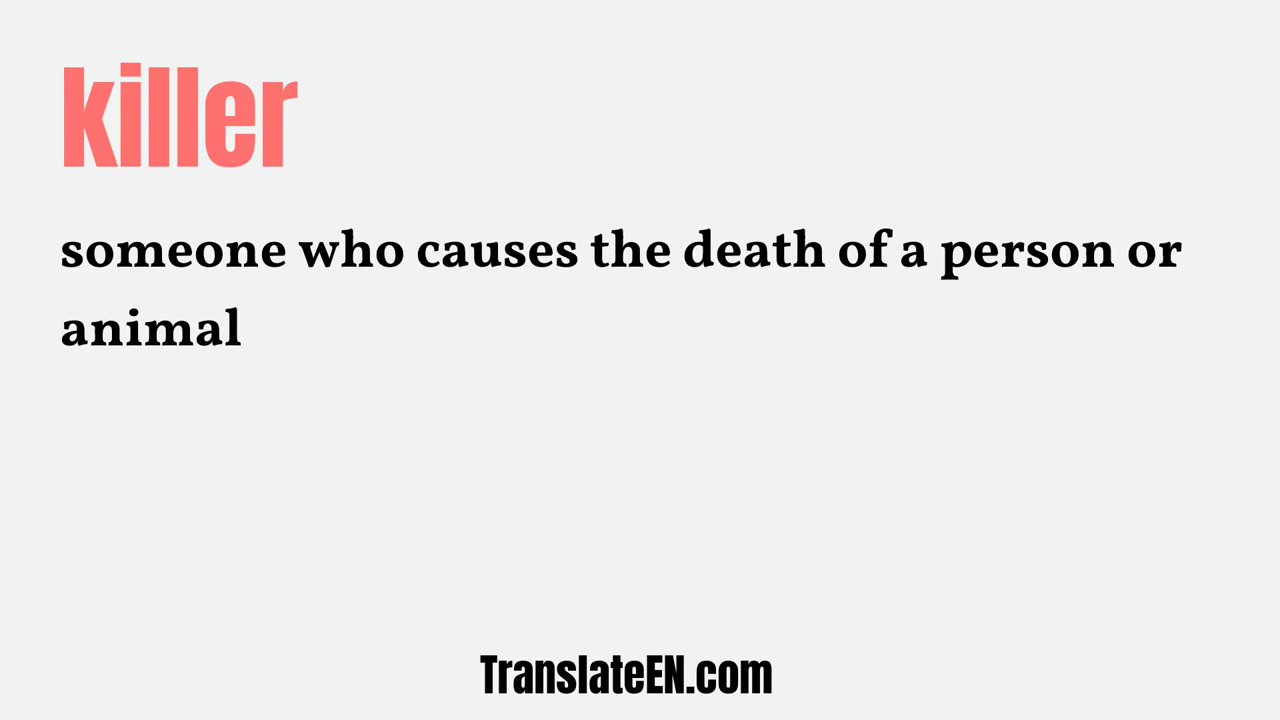 killer
someone who causes the death of a person or
animal
TranslateEN.com